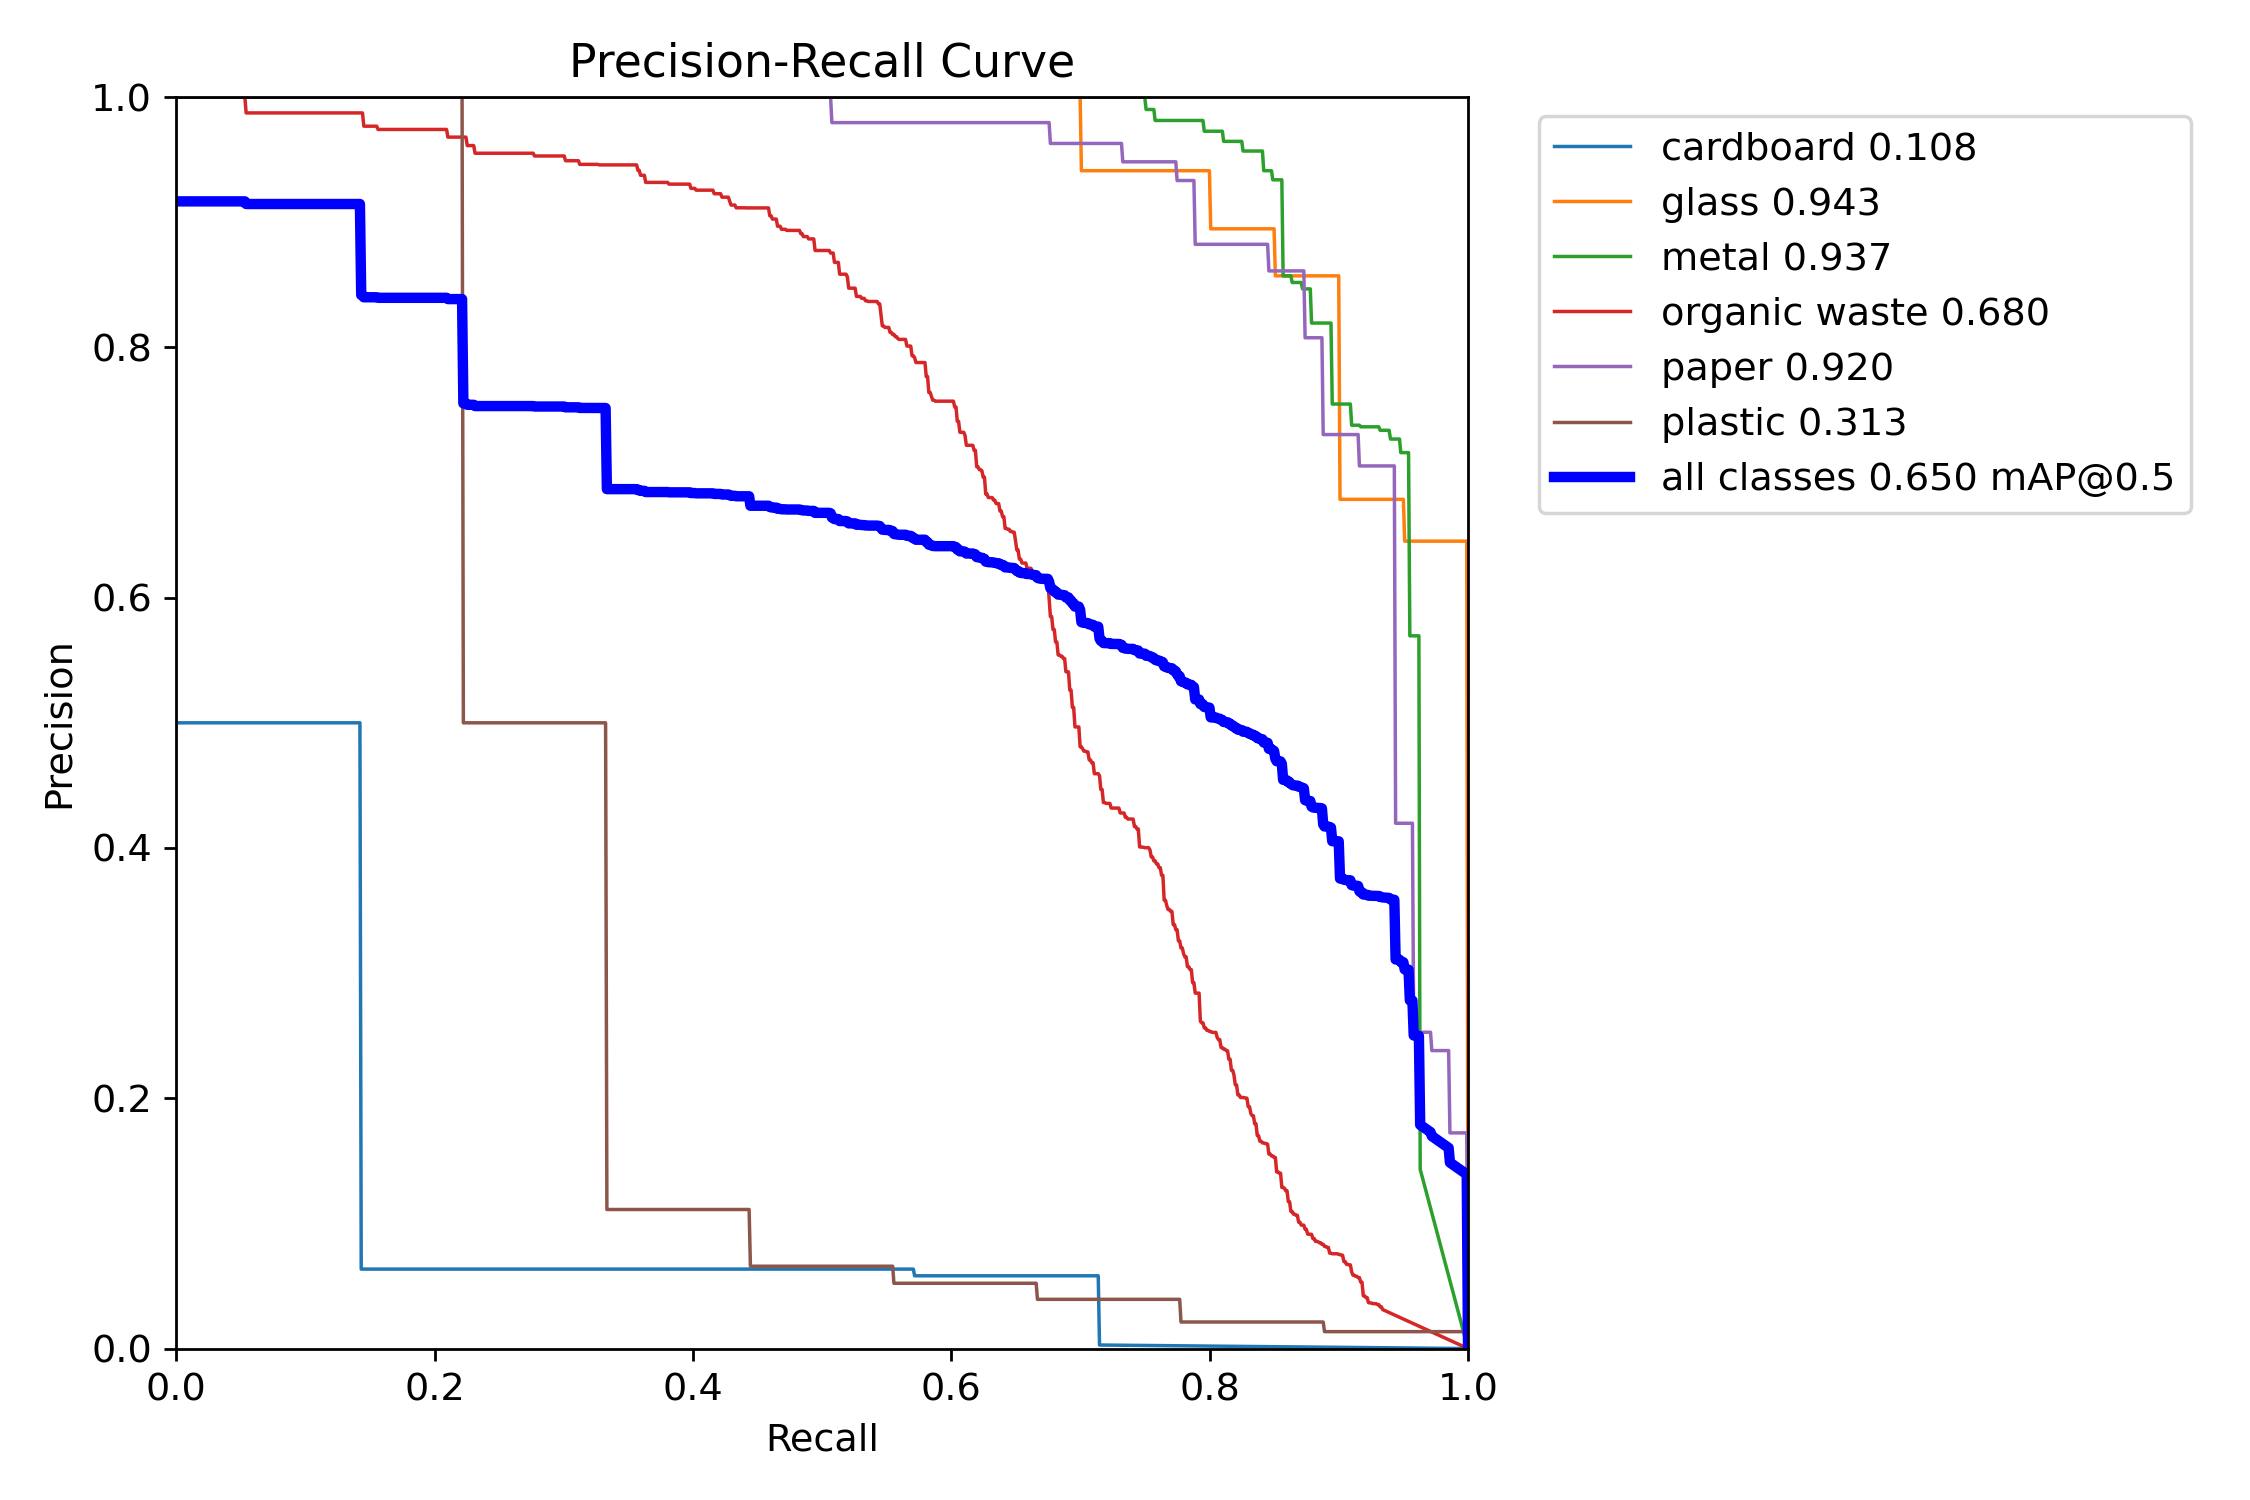 Precision-Recall Curve
1.0
0.8
0.6
0.4
0.2
0.0
Precision
0.0 0.2 0.4 0.6 0.8 1.0
Recall
cardboard 0.108
glass 0.943
metal 0.937
organic waste 0.680
paper 0.920
plastic 0.313
all classes 0.650 mAP@0.5